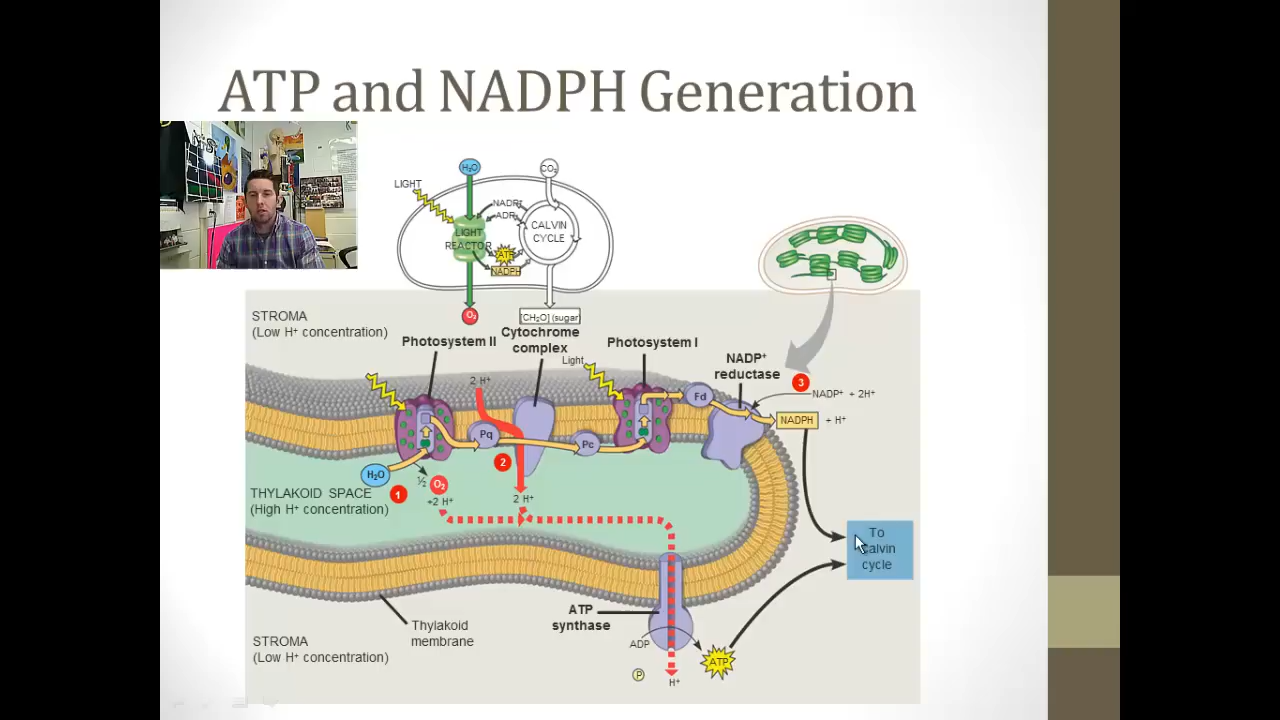 ATP and NADPH Generation
H₂O
CO₂
LIGHT
NADP⁺
ADP
LIGHT
REACTOR
CALVIN
CYCLE
ATP
NADPH
O₂
[CH₂O] (sugar)
STROMA
(Low H⁺ concentration)
Photosystem II
Cytochrome
complex
Photosystem I
Light
NADP⁺
reductase
3
2 H⁺
Fd
NADP⁺ + 2H⁺
NADPH
+ H⁺
Pq
Pc
2
H₂O
1
½
O₂
+2 H⁺
2 H⁺
THYLAKOID SPACE
(High H⁺ concentration)
To
Calvin
cycle
Thylakoid
membrane
ATP
synthase
STROMA
(Low H⁺ concentration)
ADP
P
ATP
H⁺